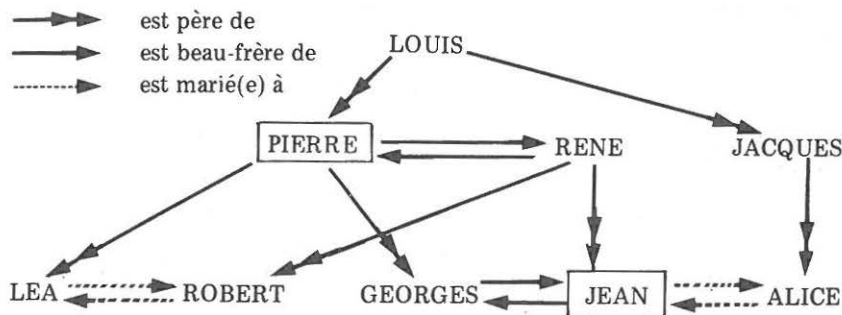 est père de
est beau-frère de
est marié(e) à
LOUIS
PIERRE RENE JACQUES
LEA ROBERT GEORGES JEAN ALICE